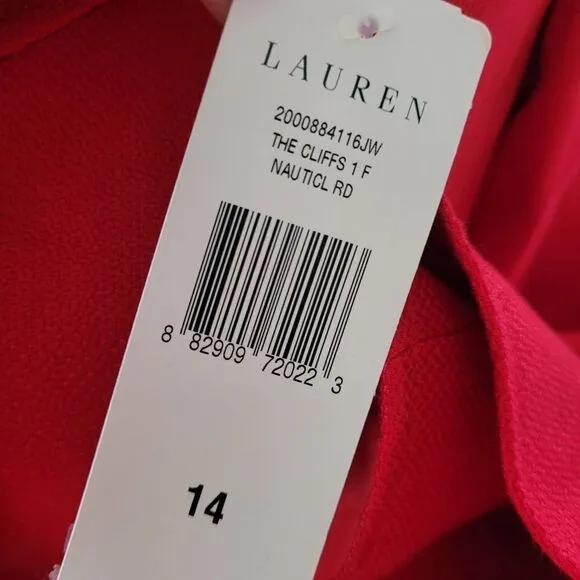 LAUREN
2000884116JW
THE CLIFFS 1 F
NAUTICL RD
8 82909 72022 3
14